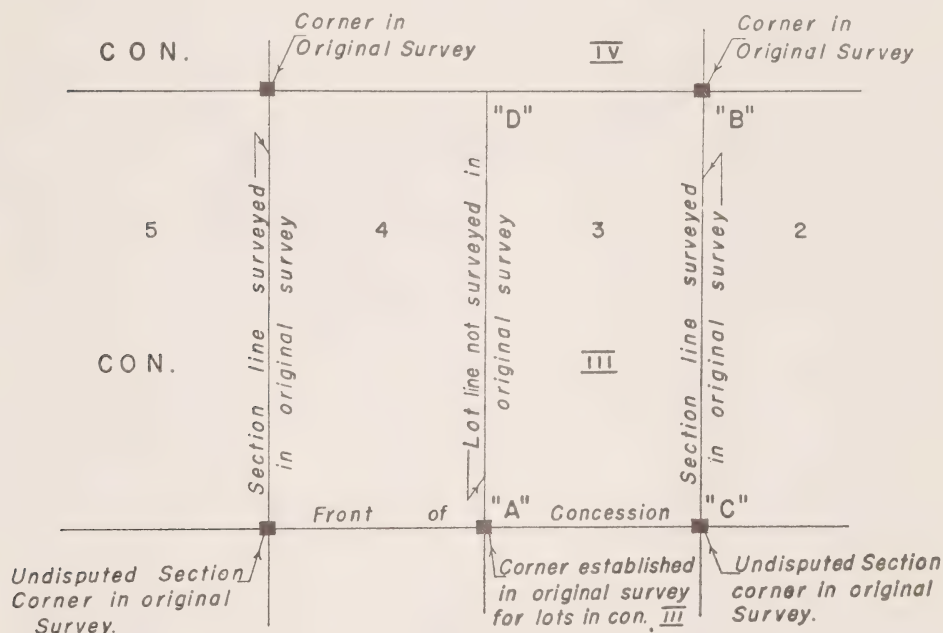 Corner in
Original Survey
Corner in
Original Survey
CON.
IV
"D"
"B"
5
4
3
2
Section line surveyed
in original survey
Lot line not surveyed in
original survey
Section line surveyed
in original survey
CON.
III
Front of "A" Concession "C"
Undisputed Section
Corner in original
Survey.
Corner established
in original survey
for lots in con. III
Undisputed Section
corner in original
Survey.